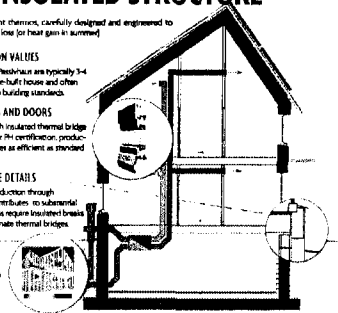 INSULATED STRUCTURE
nt thermos, carefully designed and engineered to
loss (or heat gain in summer)
ON VALUES
Passivhaus are typically 3-4
e-built house and often
building standards.
AND DOORS
h insulated thermal bridge
PH certification, produc-
es as efficient as standard
E DETAILS
duction through
ntributes to substantial
s require insulated breaks
inate thermal bridges.